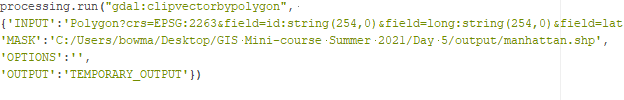 processing.run("gdal:clipvectorbypolygon",
{'INPUT':'Polygon?crs=EPSG:2263&field=id:string(254,0)&field=long:string(254,0)&field=lat
'MASK':'C:/Users/bowma/Desktop/GIS Mini-course Summer 2021/Day 5/output/manhattan.shp',
'OPTIONS':'',
'OUTPUT':'TEMPORARY_OUTPUT'})